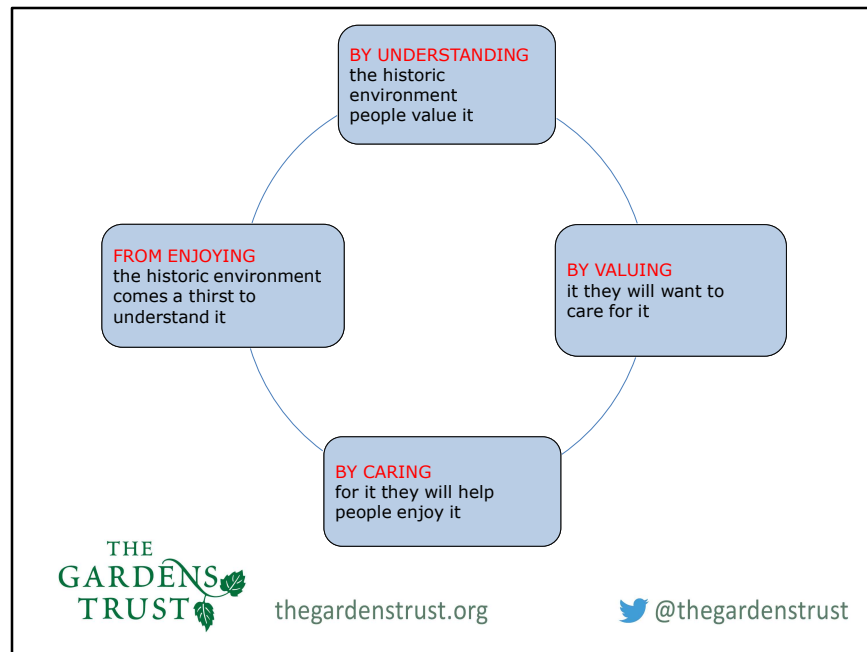 BY UNDERSTANDING
the historic
environment
people value it
BY VALUING
it they will want to
care for it
BY CARING
for it they will help
people enjoy it
FROM ENJOYING
the historic environment
comes a thirst to
understand it
THE
GARDENS
TRUST
thegardenstrust.org
@thegardenstrust